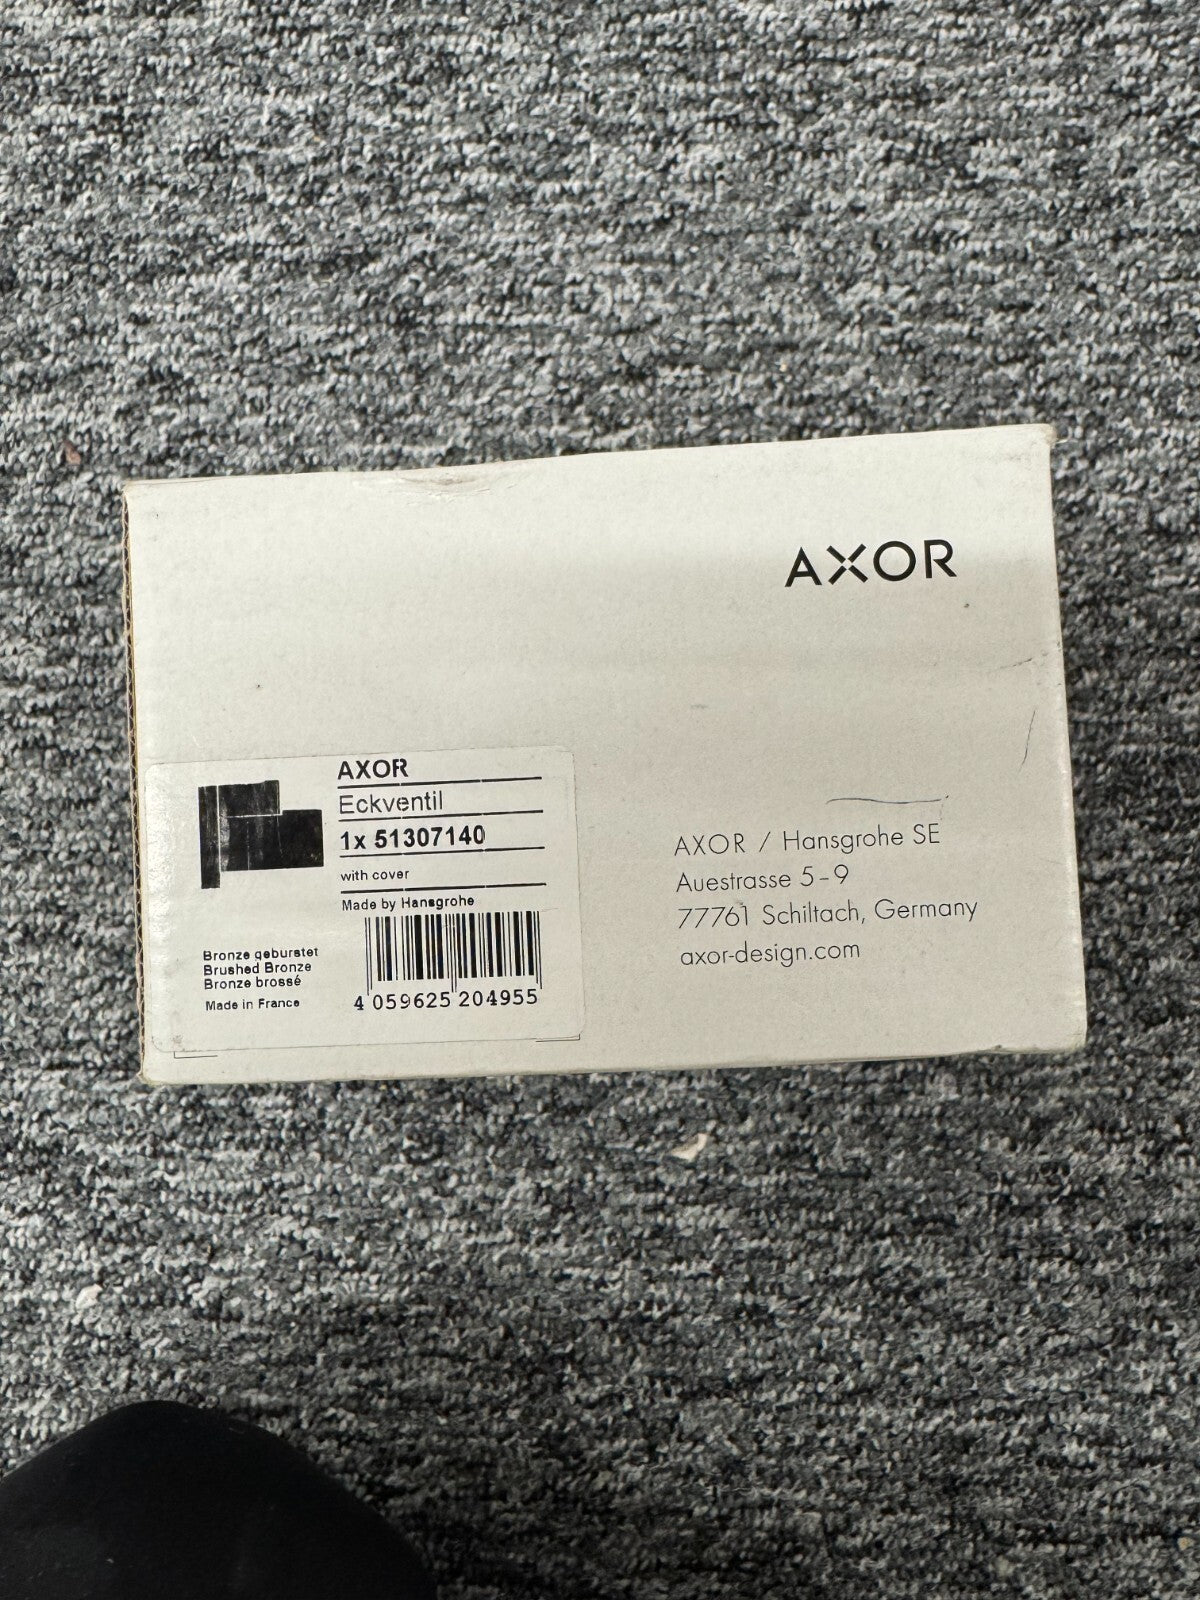 AXOR
AXOR
Eckventil
1x 51307140
with cover
Made by Hansgrohe
Bronze gebürstet
Brushed Bronze
Bronze brossé
Made in France
4 059625 204955
AXOR / Hansgrohe SE
Auestrasse 5-9
77761 Schiltach, Germany
axor-design.com